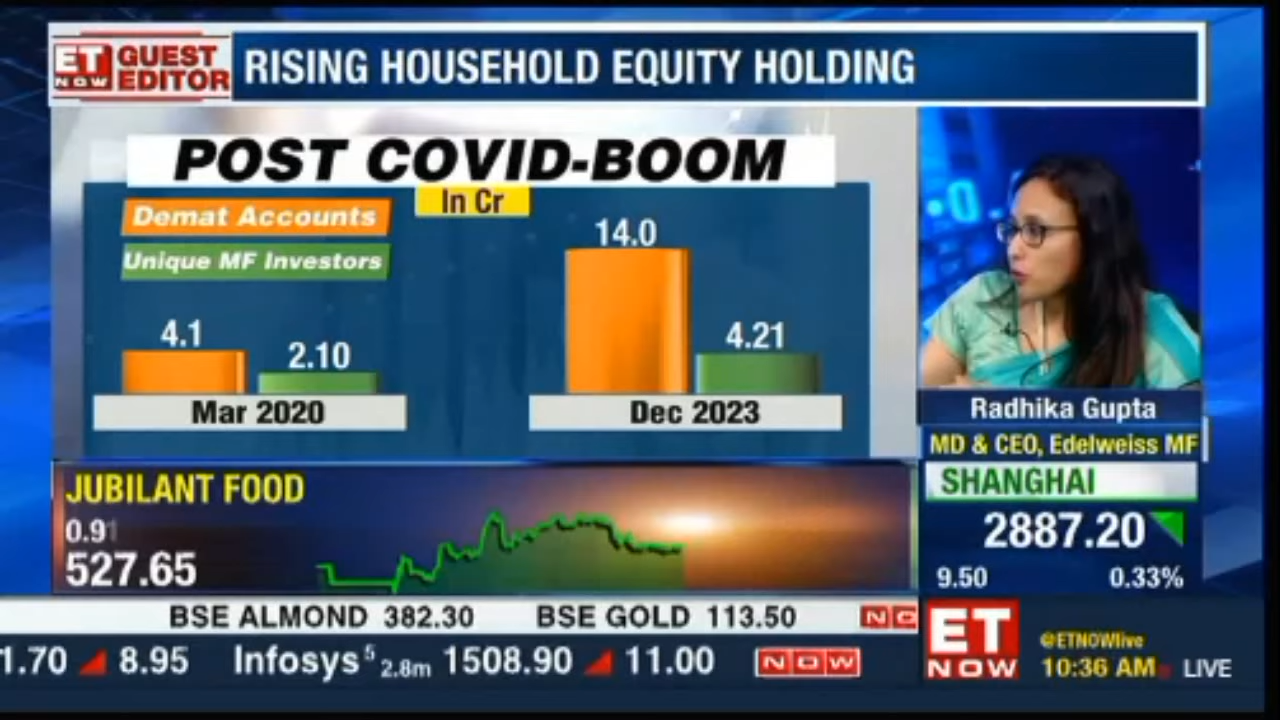 ET NOW GUEST EDITOR
RISING HOUSEHOLD EQUITY HOLDING
POST COVID-BOOM
In Cr
Demat Accounts
Unique MF Investors
4.1
2.10
Mar 2020
14.0
4.21
Dec 2023
Radhika Gupta
MD & CEO, Edelweiss MF
JUBILANT FOOD
0.91
527.65
SHANGHAI
2887.20
9.50 0.33%
BSE ALMOND 382.30 BSE GOLD 113.50
1.70 8.95 Infosys 5 2.8m 1508.90 11.00 NOW
ET NOW
@ETNOWlive
10:36 AM LIVE